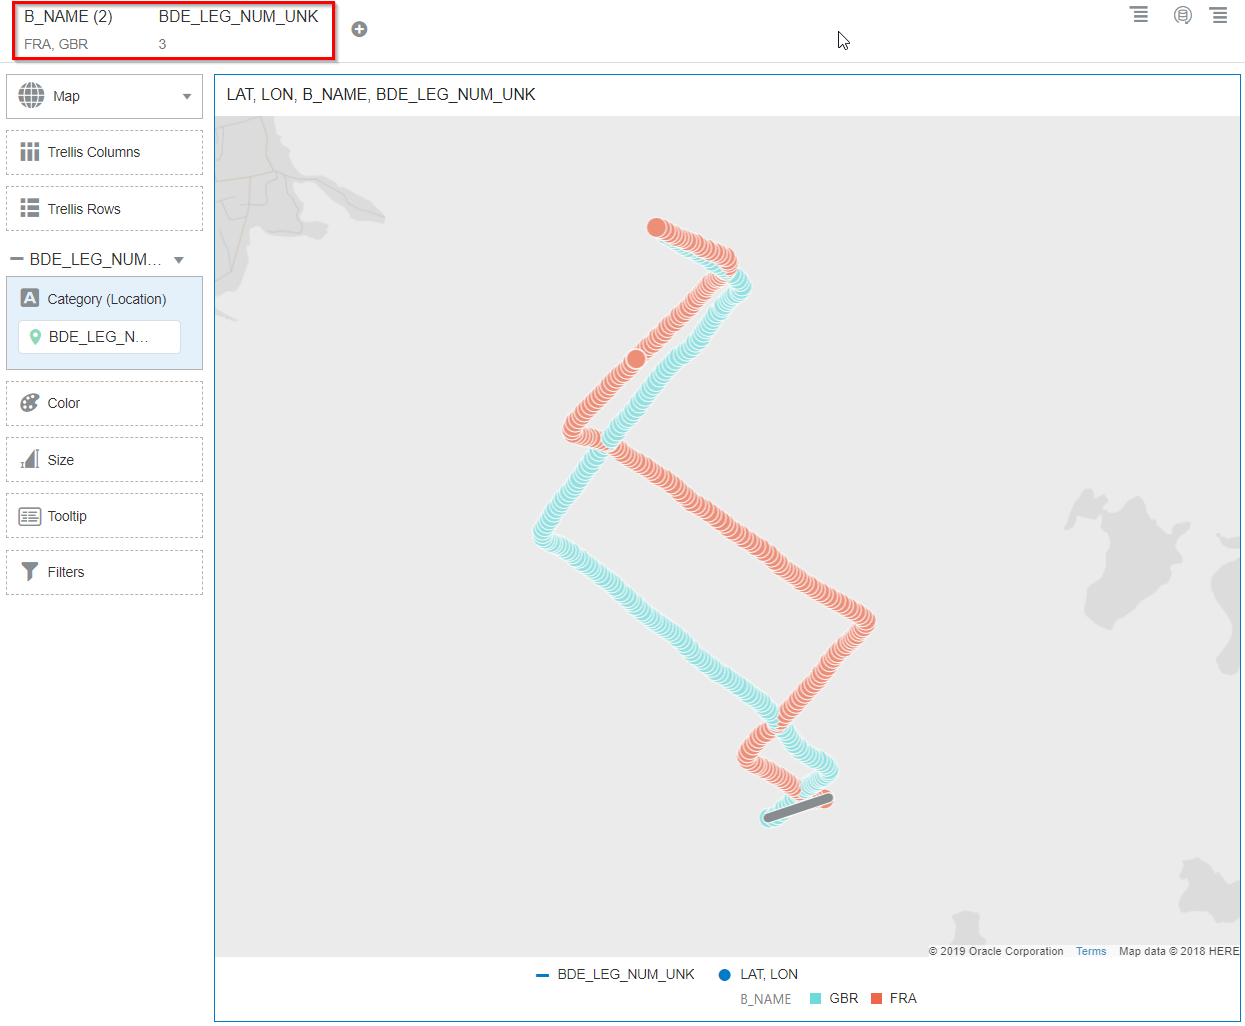 B_NAME (2) BDE_LEG_NUM_UNK
FRA, GBR 3
Map
Trellis Columns
Trellis Rows
BDE_LEG_NUM...
A Category (Location)
BDE_LEG_N...
Color
Size
Tooltip
Filters
LAT, LON, B_NAME, BDE_LEG_NUM_UNK
© 2019 Oracle Corporation Terms Map data © 2018 HERE
BDE_LEG_NUM_UNK LAT, LON
B_NAME GBR FRA